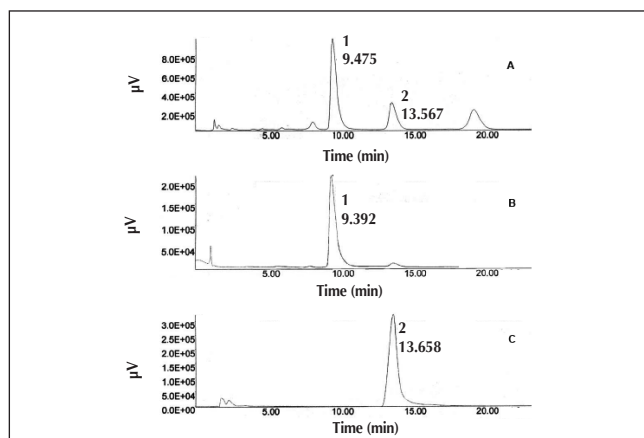 1
9.475
A
8.0E+05
6.0E+05
4.0E+05
2.0E+05
µV
2
13.567
5.00
10.00
15.00
20.00
Time (min)
2.0E+05
1.5E+05
1.0E+05
5.0E+04
µV
1
9.392
B
5.00
10.00
15.00
20.00
Time (min)
3.0E+05
2.5E+05
2.0E+05
1.5E+05
1.0E+05
5.0E+04
0.0E+00
µV
2
13.658
C
5.00
10.00
15.00
20.00
Time (min)